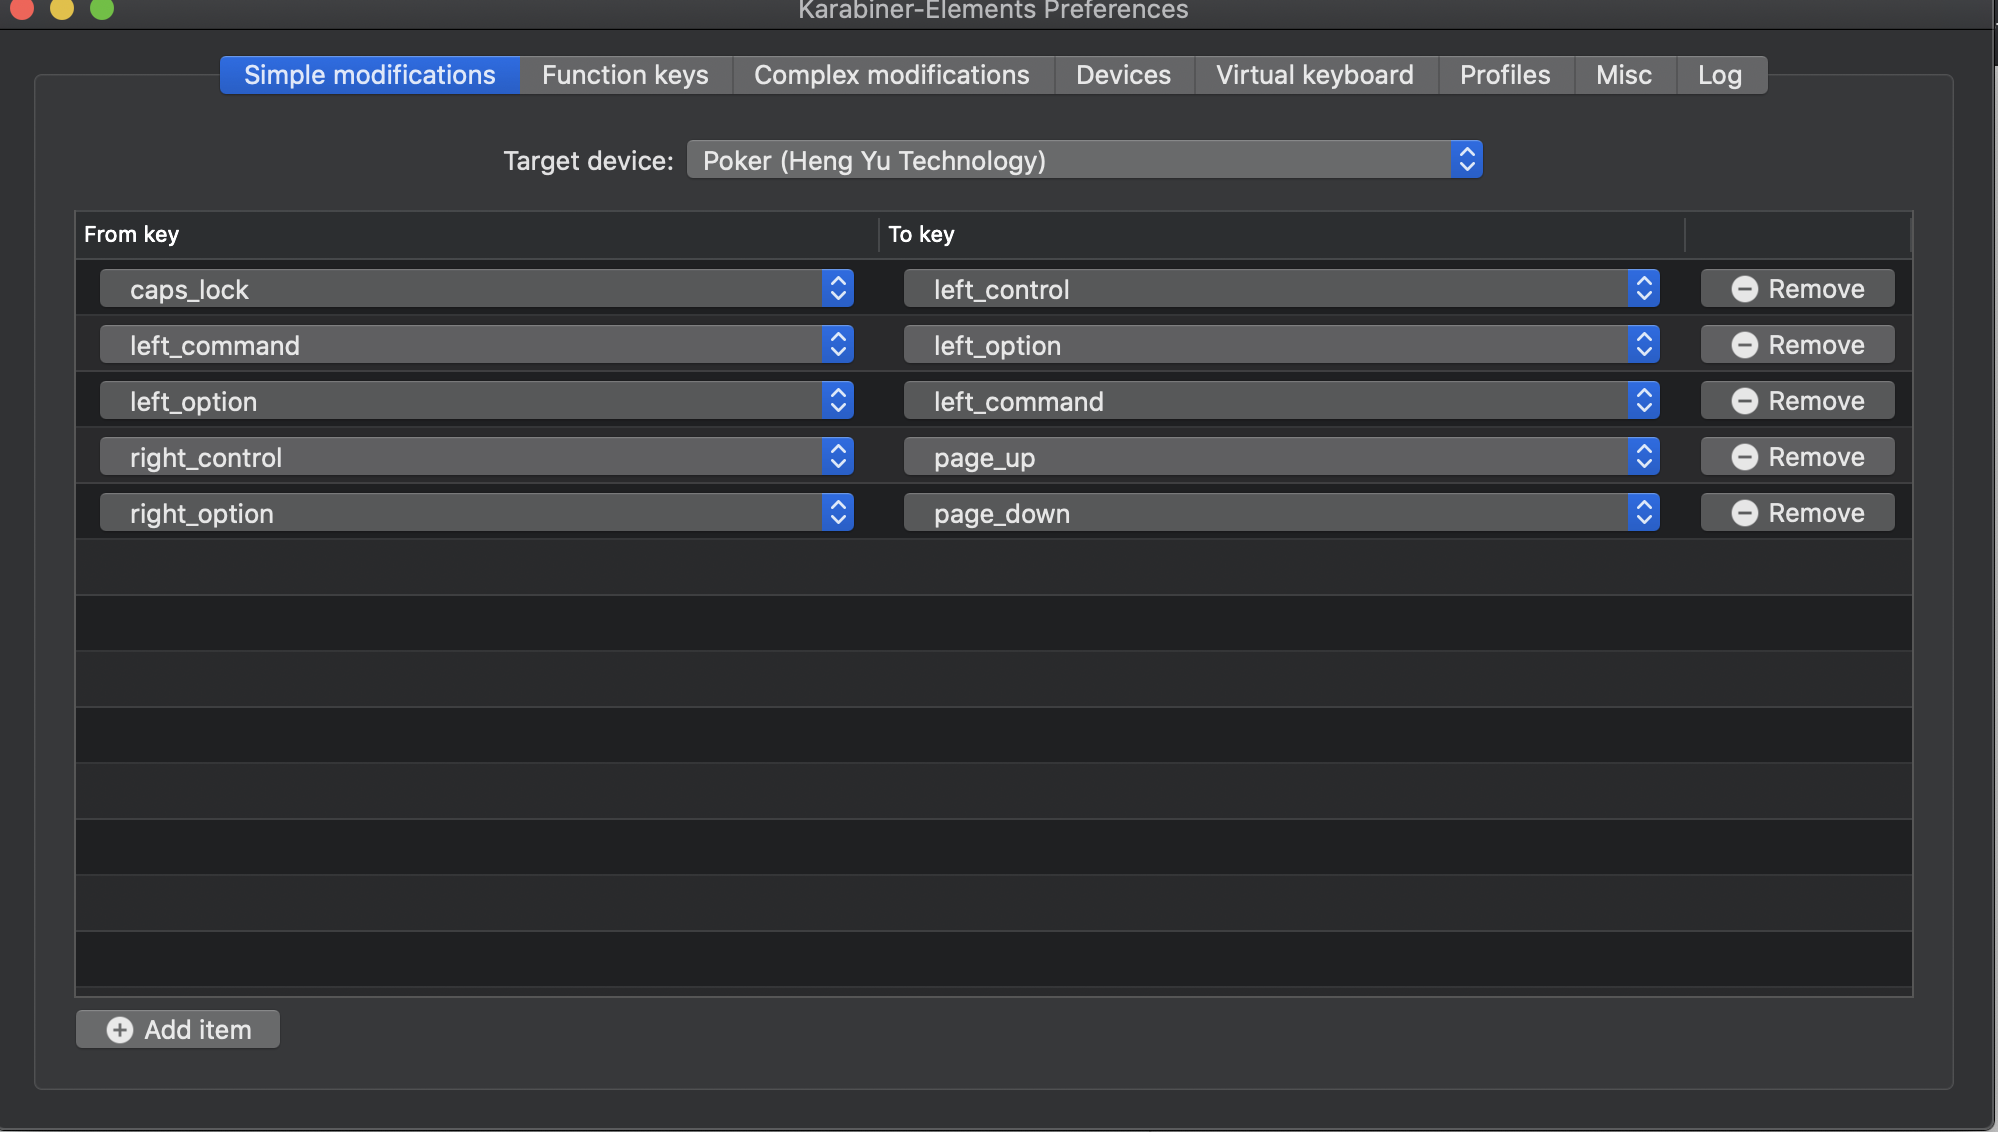 Karabiner-Elements Preferences
Simple modifications Function keys Complex modifications Devices Virtual keyboard Profiles Misc Log
Target device: Poker (Heng Yu Technology)
From key To key
caps_lock left_control Remove
left_command left_option Remove
left_option left_command Remove
right_control page_up Remove
right_option page_down Remove
Add item